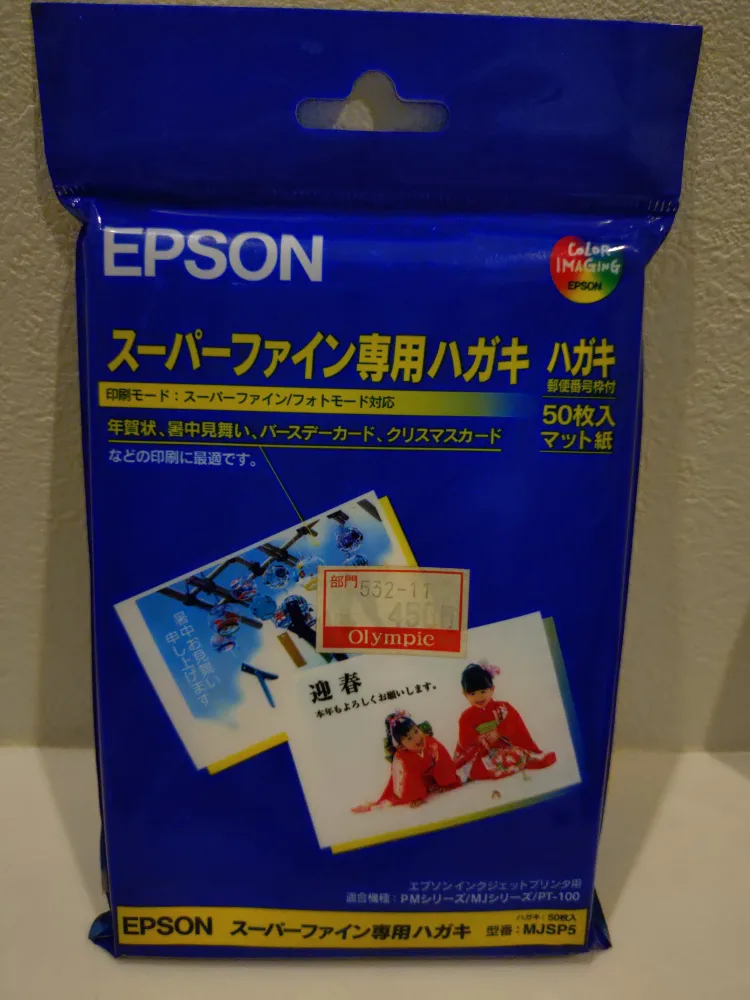 EPSON
COLOR
IMAGING
EPSON
スーパーファイン専用ハガキ
ハガキ
郵便番号枠付
印刷モード：スーパーファイン/フォトモード対応
50枚入
マット紙
年賀状、暑中見舞い、バースデーカード、クリスマスカード
などの印刷に最適です。
部門 532-11
450円
Olympic
暑中お見舞い
申し上げます
迎春
本年もよろしくお願いします。
エプソンインクジェットプリンタ用
適合機種：PMシリーズ/MJシリーズ/PT-100
EPSON スーパーファイン専用ハガキ
ハガキ：50枚入
型番：MJSP5